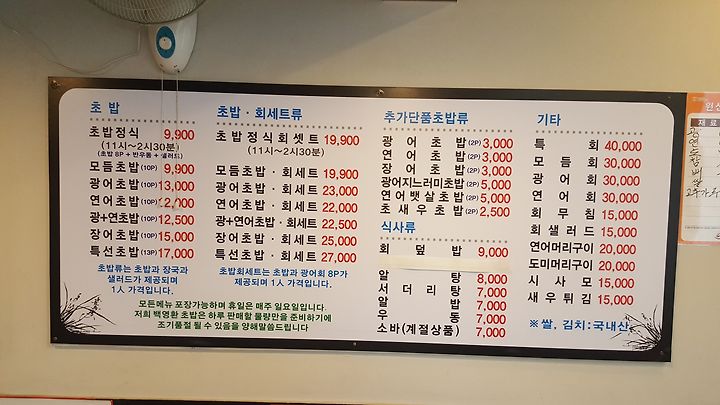 초 밥
초밥정식 9,900
(11시~2시30분)
(초밥 8P + 반우동 + 샐러드)
모듬초밥(10P) 9,900
광어초밥(10P) 13,000
연어초밥(10P) 12,000
광+연초밥(10P) 12,500
장어초밥(10P) 15,000
특선초밥(13P) 17,000
초밥류는 초밥과 장국과
샐러드가 제공되며
1人 가격입니다.
초밥 · 회세트류
초밥정식회셋트 19,900
(11시~2시30분)
모듬초밥 · 회세트 19,900
광어초밥 · 회세트 23,000
연어초밥 · 회세트 22,000
광+연어초밥 · 회세트 22,500
장어초밥 · 회세트 25,000
특선초밥 · 회세트 27,000
초밥회세트는 초밥과 광어회 8P가
제공되며 1人 가격입니다.
모든메뉴 포장가능하며 휴일은 매주 일요일입니다.
저희 백영환 초밥은 하루 판매할 물량만을 준비하기에
조기품절 될 수 있음을 양해말씀드립니다
추가단품초밥류
광어초밥(2P) 3,000
연어초밥(2P) 3,000
장어초밥(2P) 3,000
광어지느러미초밥(2P) 5,000
연어뱃살초밥(2P) 5,000
초새우초밥(2P) 2,500
식사류
회덮밥 9,000
알탕 8,000
서더리탕 7,000
알밥 7,000
우동 7,000
소바(계절상품) 7,000
기타
특회 40,000
모듬회 30,000
광어회 30,000
연어회 30,000
회무침 15,000
회샐러드 15,000
연어머리구이 20,000
도미머리구이 20,000
시사모 15,000
새우튀김 15,000
※쌀, 김치:국내산
원산
재료